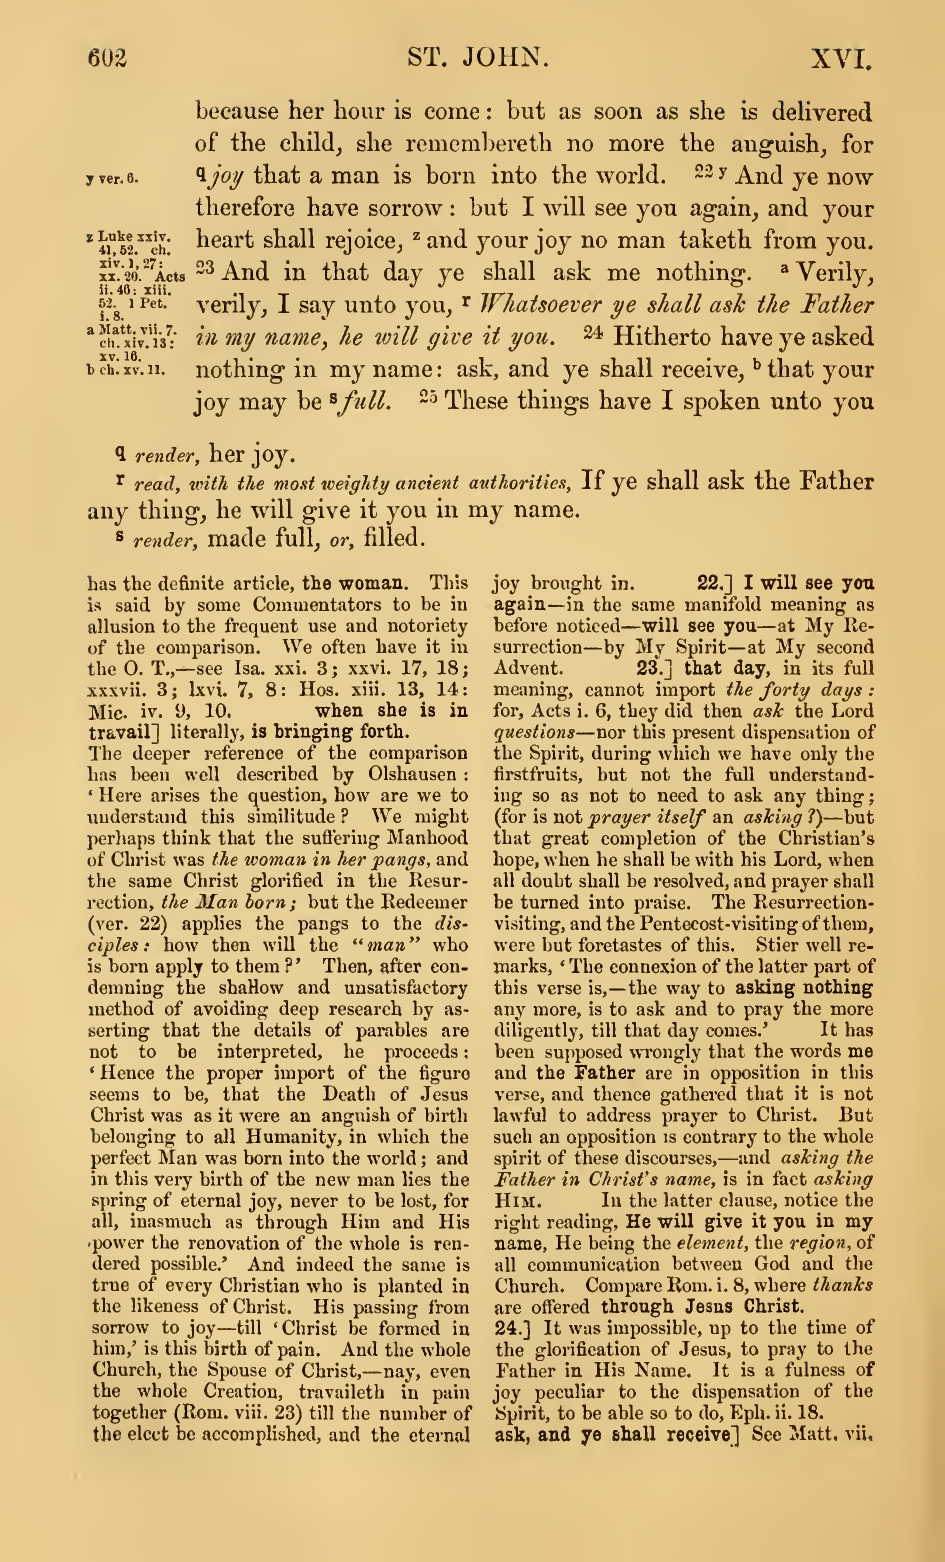 602
ST. JOHN.
XVI.
because her hour is come: but as soon as she is delivered
of the child, she remembereth no more the anguish, for
q joy that a man is born into the world. 22 y And ye now
therefore have sorrow: but I will see you again, and your
heart shall rejoice, z and your joy no man taketh from you.
23 And in that day ye shall ask me nothing. a Verily,
verily, I say unto you, r Whatsoever ye shall ask the Father
in my name, he will give it you. 24 Hitherto have ye asked
nothing in my name: ask, and ye shall receive, b that your
joy may be s full. 25 These things have I spoken unto you
y ver. 6.
z Luke xxiv.
41, 52. ch.
xiv. 1, 27:
xx. 20. Acts
ii. 46: xiii.
52. 1 Pet.
i. 8.
a Matt. vii. 7.
ch. xiv. 13:
xv. 16.
b ch. xv. 11.
q render, her joy.
r read, with the most weighty ancient authorities, If ye shall ask the Father
any thing, he will give it you in my name.
s render, made full, or, filled.
has the definite article, the woman. This
is said by some Commentators to be in
allusion to the frequent use and notoriety
of the comparison. We often have it in
the O. T.,—see Isa. xxi. 3; xxvi. 17, 18;
xxxvii. 3; lxvi. 7, 8: Hos. xiii. 13, 14:
Mic. iv. 9, 10. when she is in
travail] literally, is bringing forth.
The deeper reference of the comparison
has been well described by Olshausen:
‘Here arises the question, how are we to
understand this similitude? We might
perhaps think that the suffering Manhood
of Christ was the woman in her pangs, and
the same Christ glorified in the Resur-
rection, the Man born; but the Redeemer
(ver. 22) applies the pangs to the dis-
ciples: how then will the “man” who
is born apply to them?’ Then, after con-
demning the shallow and unsatisfactory
method of avoiding deep research by as-
serting that the details of parables are
not to be interpreted, he proceeds:
‘Hence the proper import of the figure
seems to be, that the Death of Jesus
Christ was as it were an anguish of birth
belonging to all Humanity, in which the
perfect Man was born into the world; and
in this very birth of the new man lies the
spring of eternal joy, never to be lost, for
all, inasmuch as through Him and His
power the renovation of the whole is ren-
dered possible.’ And indeed the same is
true of every Christian who is planted in
the likeness of Christ. His passing from
sorrow to joy—till ‘Christ be formed in
him,’ is this birth of pain. And the whole
Church, the Spouse of Christ,—nay, even
the whole Creation, travaileth in pain
together (Rom. viii. 23) till the number of
the elect be accomplished, and the eternal
joy brought in. 22.] I will see you
again—in the same manifold meaning as
before noticed—will see you—at My Re-
surrection—by My Spirit—at My second
Advent. 23.] that day, in its full
meaning, cannot import the forty days:
for, Acts i. 6, they did then ask the Lord
questions—nor this present dispensation of
the Spirit, during which we have only the
firstfruits, but not the full understand-
ing so as not to need to ask any thing;
(for is not prayer itself an asking?)—but
that great completion of the Christian's
hope, when he shall be with his Lord, when
all doubt shall be resolved, and prayer shall
be turned into praise. The Resurrection-
visiting, and the Pentecost-visiting of them,
were but foretastes of this. Stier well re-
marks, ‘The connexion of the latter part of
this verse is,—the way to asking nothing
any more, is to ask and to pray the more
diligently, till that day comes.’ It has
been supposed wrongly that the words me
and the Father are in opposition in this
verse, and thence gathered that it is not
lawful to address prayer to Christ. But
such an opposition is contrary to the whole
spirit of these discourses,—and asking the
Father in Christ's name, is in fact asking
HIM. In the latter clause, notice the
right reading, He will give it you in my
name, He being the element, the region, of
all communication between God and the
Church. Compare Rom. i. 8, where thanks
are offered through Jesus Christ.
24.] It was impossible, up to the time of
the glorification of Jesus, to pray to the
Father in His Name. It is a fulness of
joy peculiar to the dispensation of the
Spirit, to be able so to do, Eph. ii. 18.
ask, and ye shall receive] See Matt. vii.